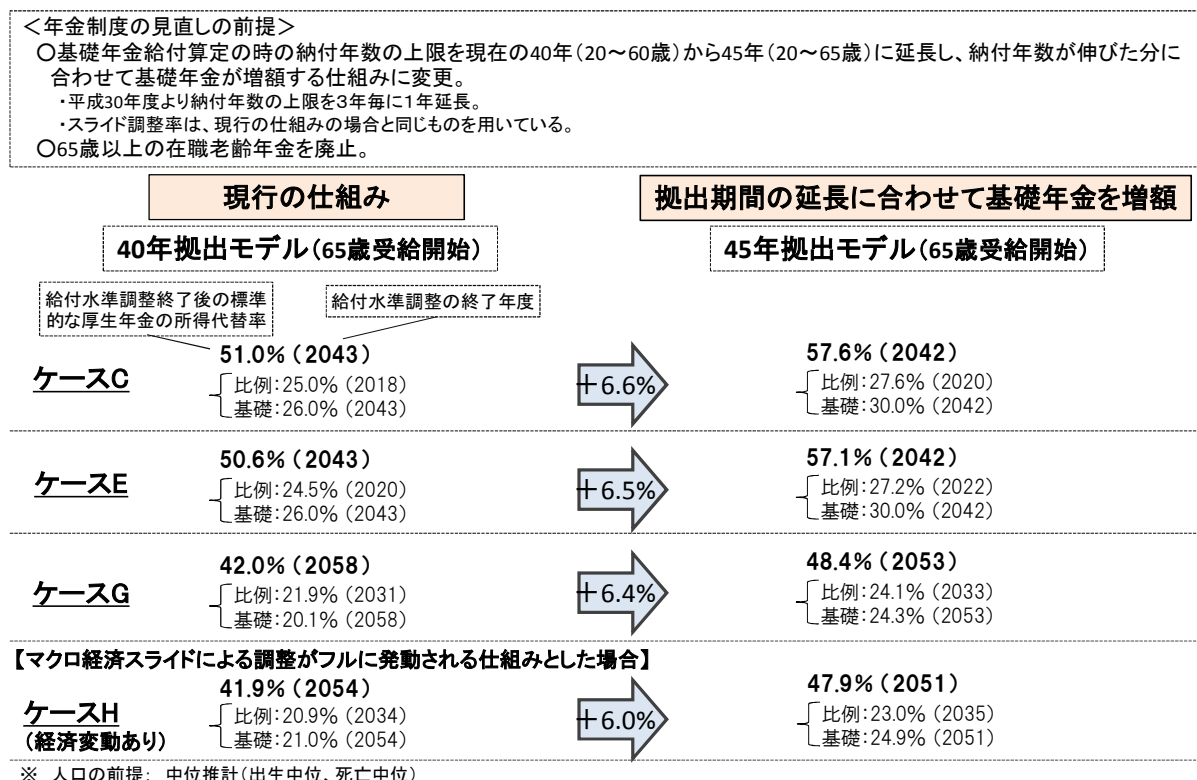 ＜年金制度の見直しの前提＞
○基礎年金給付算定の時の納付年数の上限を現在の40年（20～60歳）から45年（20～65歳）に延長し、納付年数が伸びた分に
合わせて基礎年金が増額する仕組みに変更。
・平成30年度より納付年数の上限を３年毎に１年延長。
・スライド調整率は、現行の仕組みの場合と同じものを用いている。
○65歳以上の在職老齢年金を廃止。
現行の仕組み
拠出期間の延長に合わせて基礎年金を増額
40年拠出モデル（65歳受給開始）
45年拠出モデル（65歳受給開始）
給付水準調整終了後の標準
的な厚生年金の所得代替率
給付水準調整の終了年度
ケースC
51.0%（2043）
比例：25.0% (2018)
基礎：26.0% (2043)
＋6.6%
57.6%（2042）
比例：27.6% (2020)
基礎：30.0% (2042)
ケースE
50.6%（2043）
比例：24.5% (2020)
基礎：26.0% (2043)
＋6.5%
57.1%（2042）
比例：27.2% (2022)
基礎：30.0% (2042)
ケースG
42.0%（2058）
比例：21.9% (2031)
基礎：20.1% (2058)
＋6.4%
48.4%（2053）
比例：24.1% (2033)
基礎：24.3% (2053)
【マクロ経済スライドによる調整がフルに発動される仕組みとした場合】
ケースH
（経済変動あり）
41.9%（2054）
比例：20.9% (2034)
基礎：21.0% (2054)
＋6.0%
47.9%（2051）
比例：23.0% (2035)
基礎：24.9% (2051)
※ 人口の前提： 中位推計（出生中位、死亡中位）